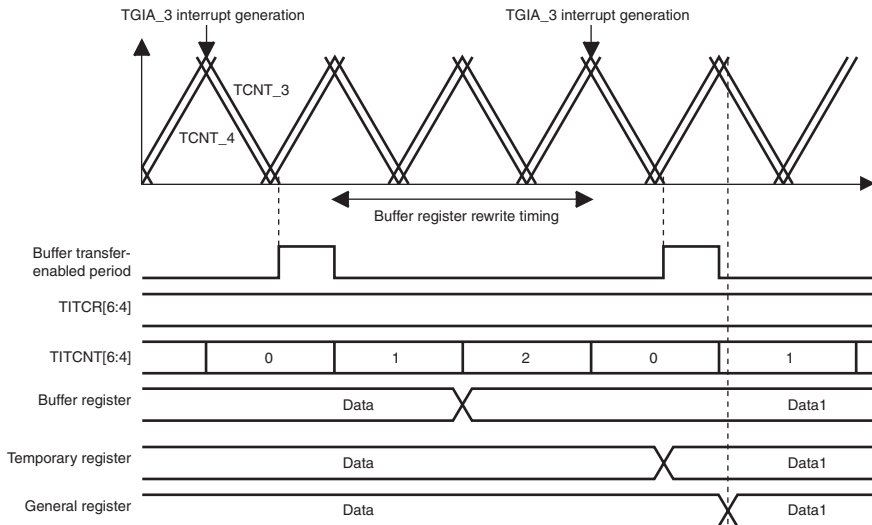 TGIA_3 interrupt generation
TGIA_3 interrupt generation
TCNT_3
TCNT_4
Buffer register rewrite timing
Buffer transfer-
enabled period
TITCR[6:4]
TITCNT[6:4]
0
1
2
0
1
Buffer register
Data
Data1
Temporary register
Data
Data1
General register
Data
Data1